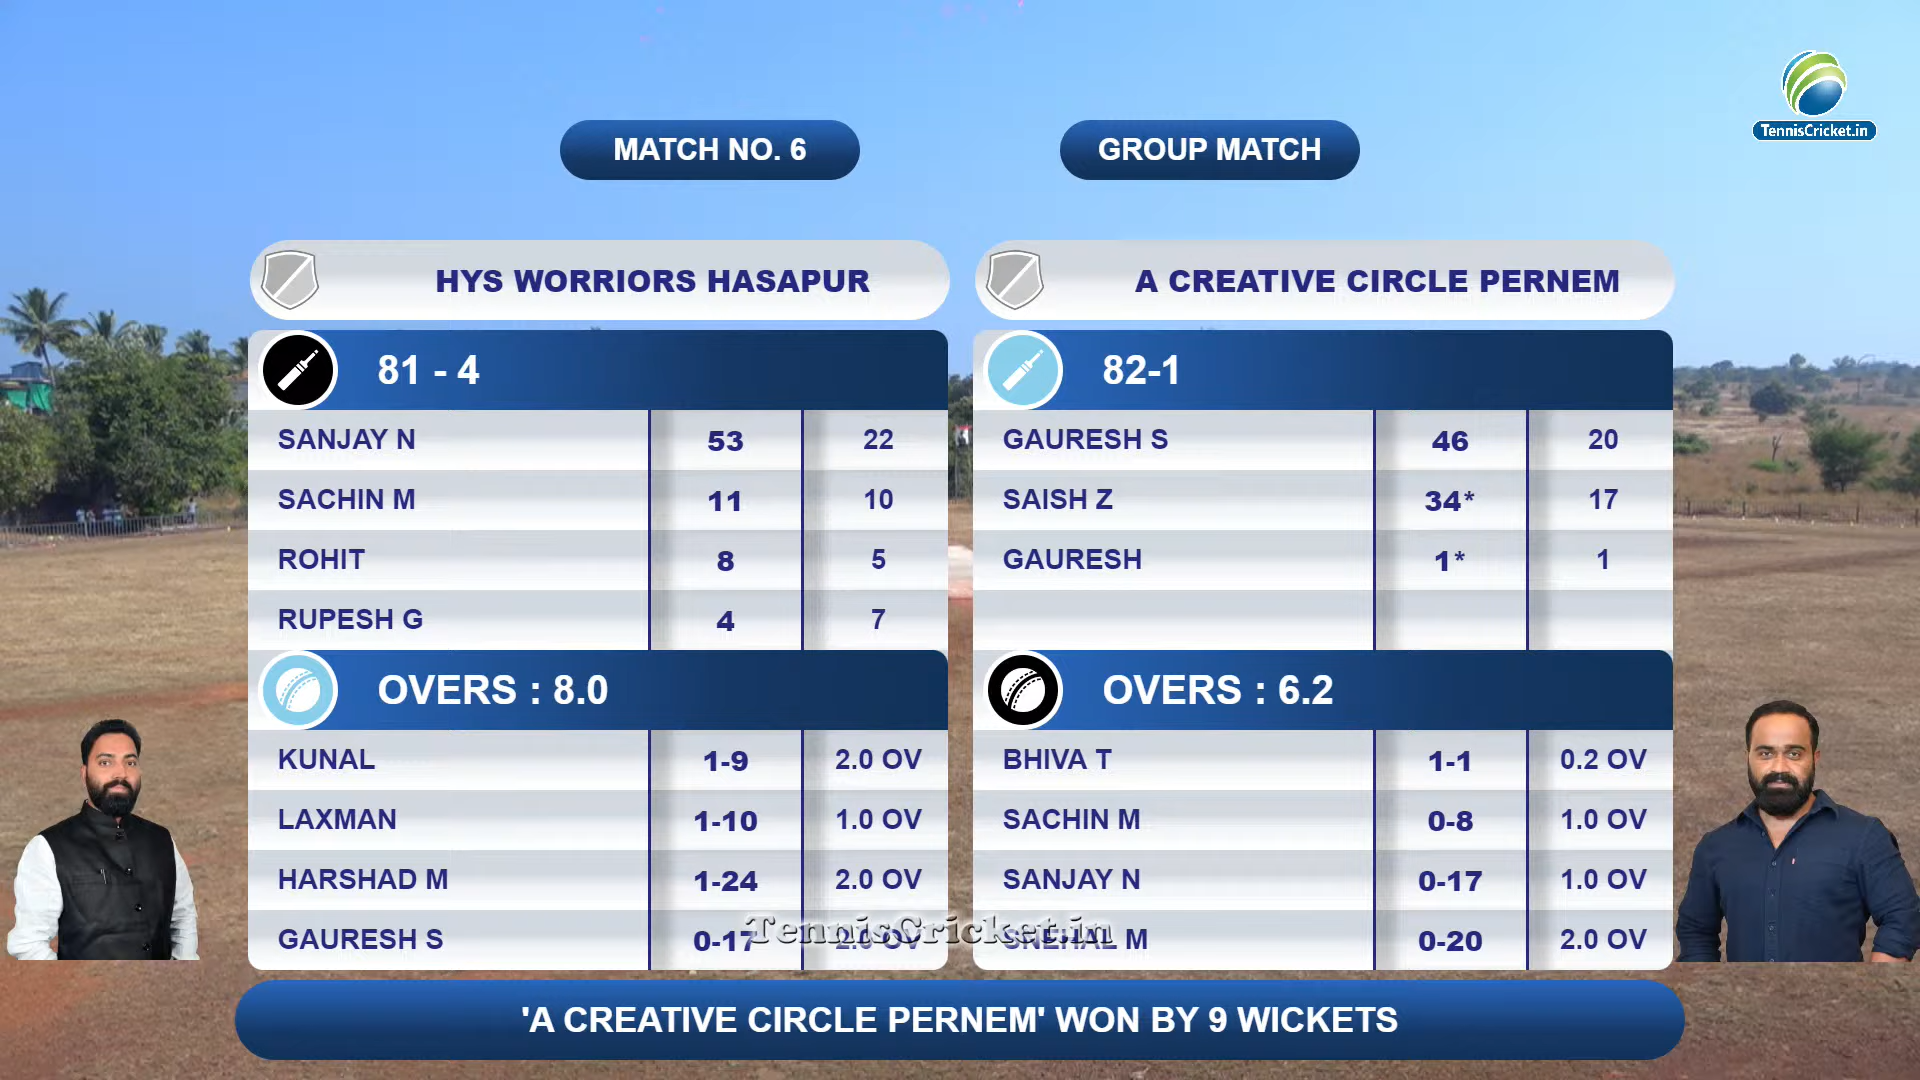 TennisCricket.in
MATCH NO. 6
GROUP MATCH
HYS WORRIORS HASAPUR
81 - 4
SANJAY N 53 22
SACHIN M 11 10
ROHIT 8 5
RUPESH G 4 7
OVERS : 8.0
KUNAL 1-9 2.0 OV
LAXMAN 1-10 1.0 OV
HARSHAD M 1-24 2.0 OV
GAURESH S 0-17 2.0 OV
A CREATIVE CIRCLE PERNEM
82-1
GAURESH S 46 20
SAISH Z 34* 17
GAURESH 1* 1
OVERS : 6.2
BHIVA T 1-1 0.2 OV
SACHIN M 0-8 1.0 OV
SANJAY N 0-17 1.0 OV
SNEHAL M 0-20 2.0 OV
TennisCricket.in
'A CREATIVE CIRCLE PERNEM' WON BY 9 WICKETS